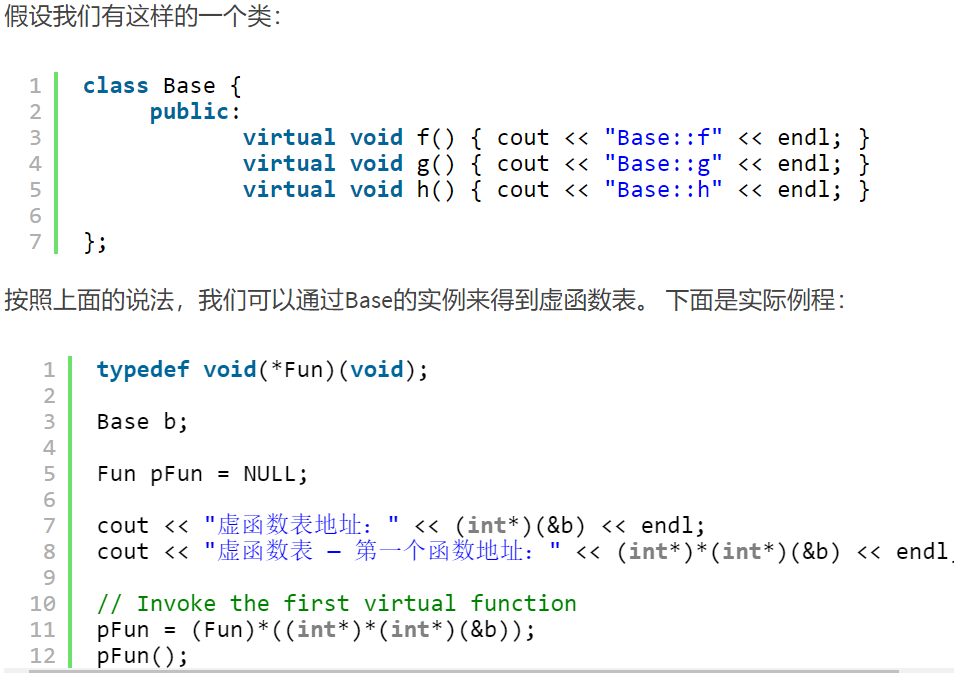 假设我们有这样的一个类：
1 class Base {
2 public:
3 virtual void f() { cout << "Base::f" << endl; }
4 virtual void g() { cout << "Base::g" << endl; }
5 virtual void h() { cout << "Base::h" << endl; }
6
7 };
按照上面的说法，我们可以通过Base的实例来得到虚函数表。 下面是实际例程：
1 typedef void(*Fun)(void);
2
3 Base b;
4
5 Fun pFun = NULL;
6
7 cout << "虚函数表地址：" << (int*)(&b) << endl;
8 cout << "虚函数表 — 第一个函数地址：" << (int*)*(int*)(&b) << endl
9
10 // Invoke the first virtual function
11 pFun = (Fun)*((int*)*(int*)(&b));
12 pFun();